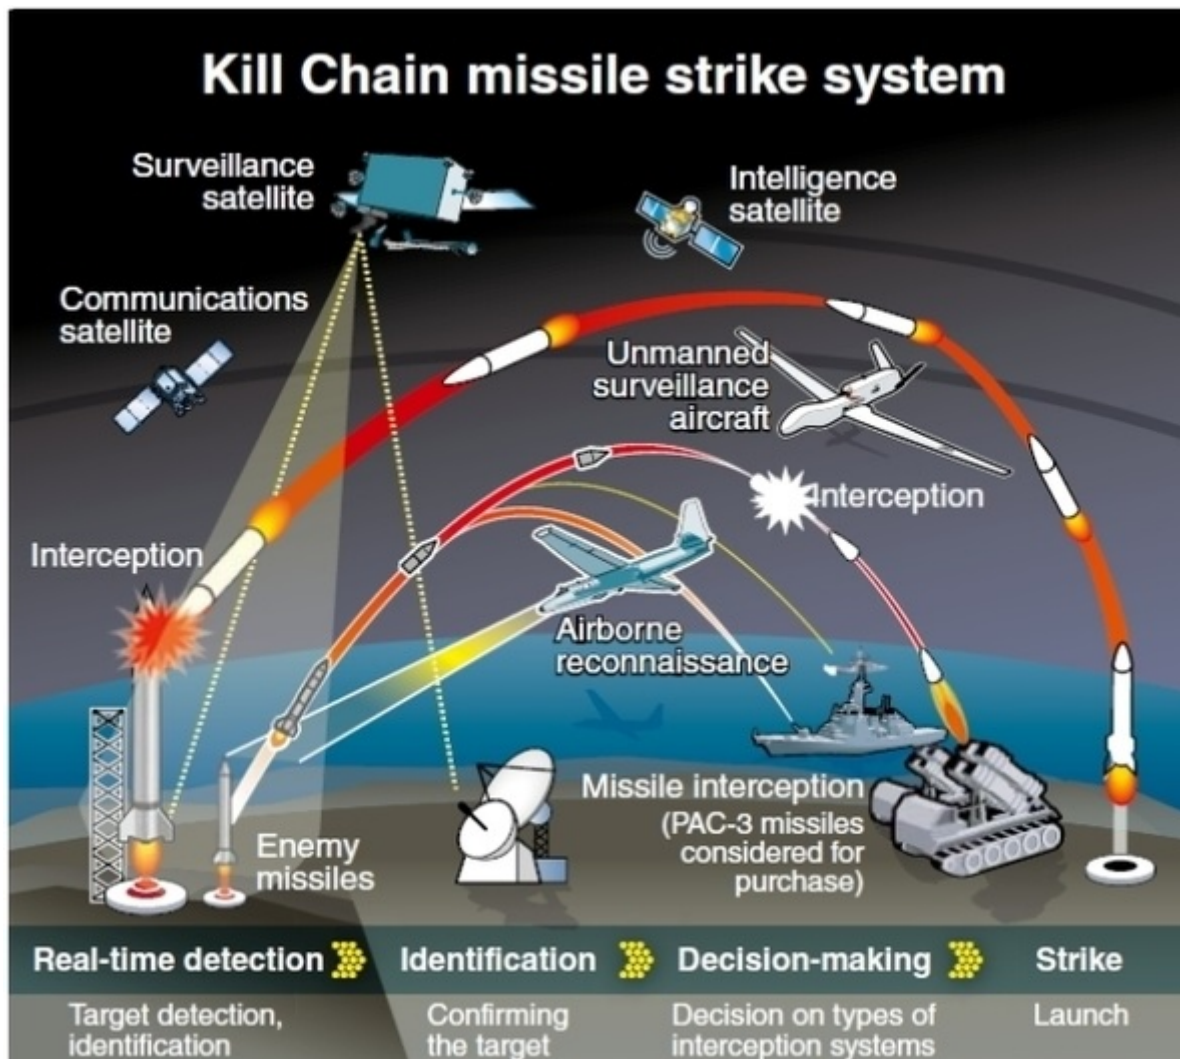 Kill Chain missile strike system
Surveillance
satellite
Intelligence
satellite
Communications
satellite
Unmanned
surveillance
aircraft
Interception
Interception
Airborne
reconnaissance
Missile interception
(PAC-3 missiles
considered for
purchase)
Enemy
missiles
Real-time detection
Identification
Decision-making
Strike
Target detection,
identification
Confirming
the target
Decision on types of
interception systems
Launch